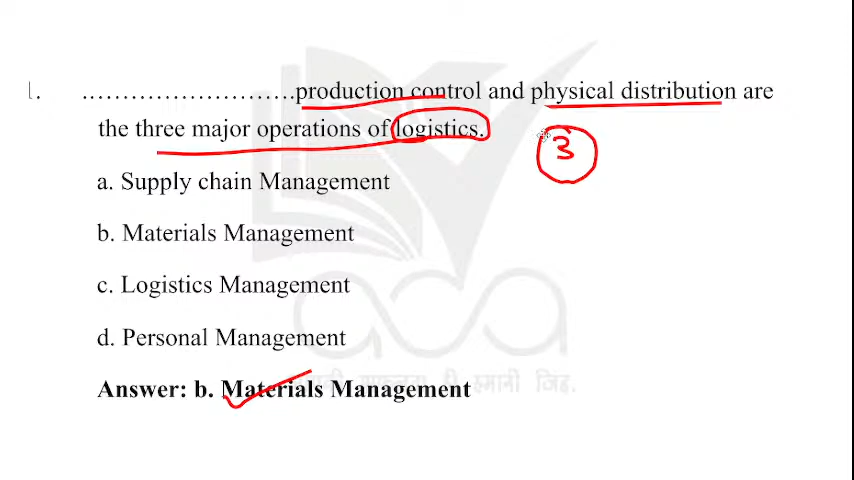 1. ...........................production control and physical distribution are
the three major operations of logistics.
3
a. Supply chain Management
b. Materials Management
c. Logistics Management
d. Personal Management
Answer: b. Materials Management